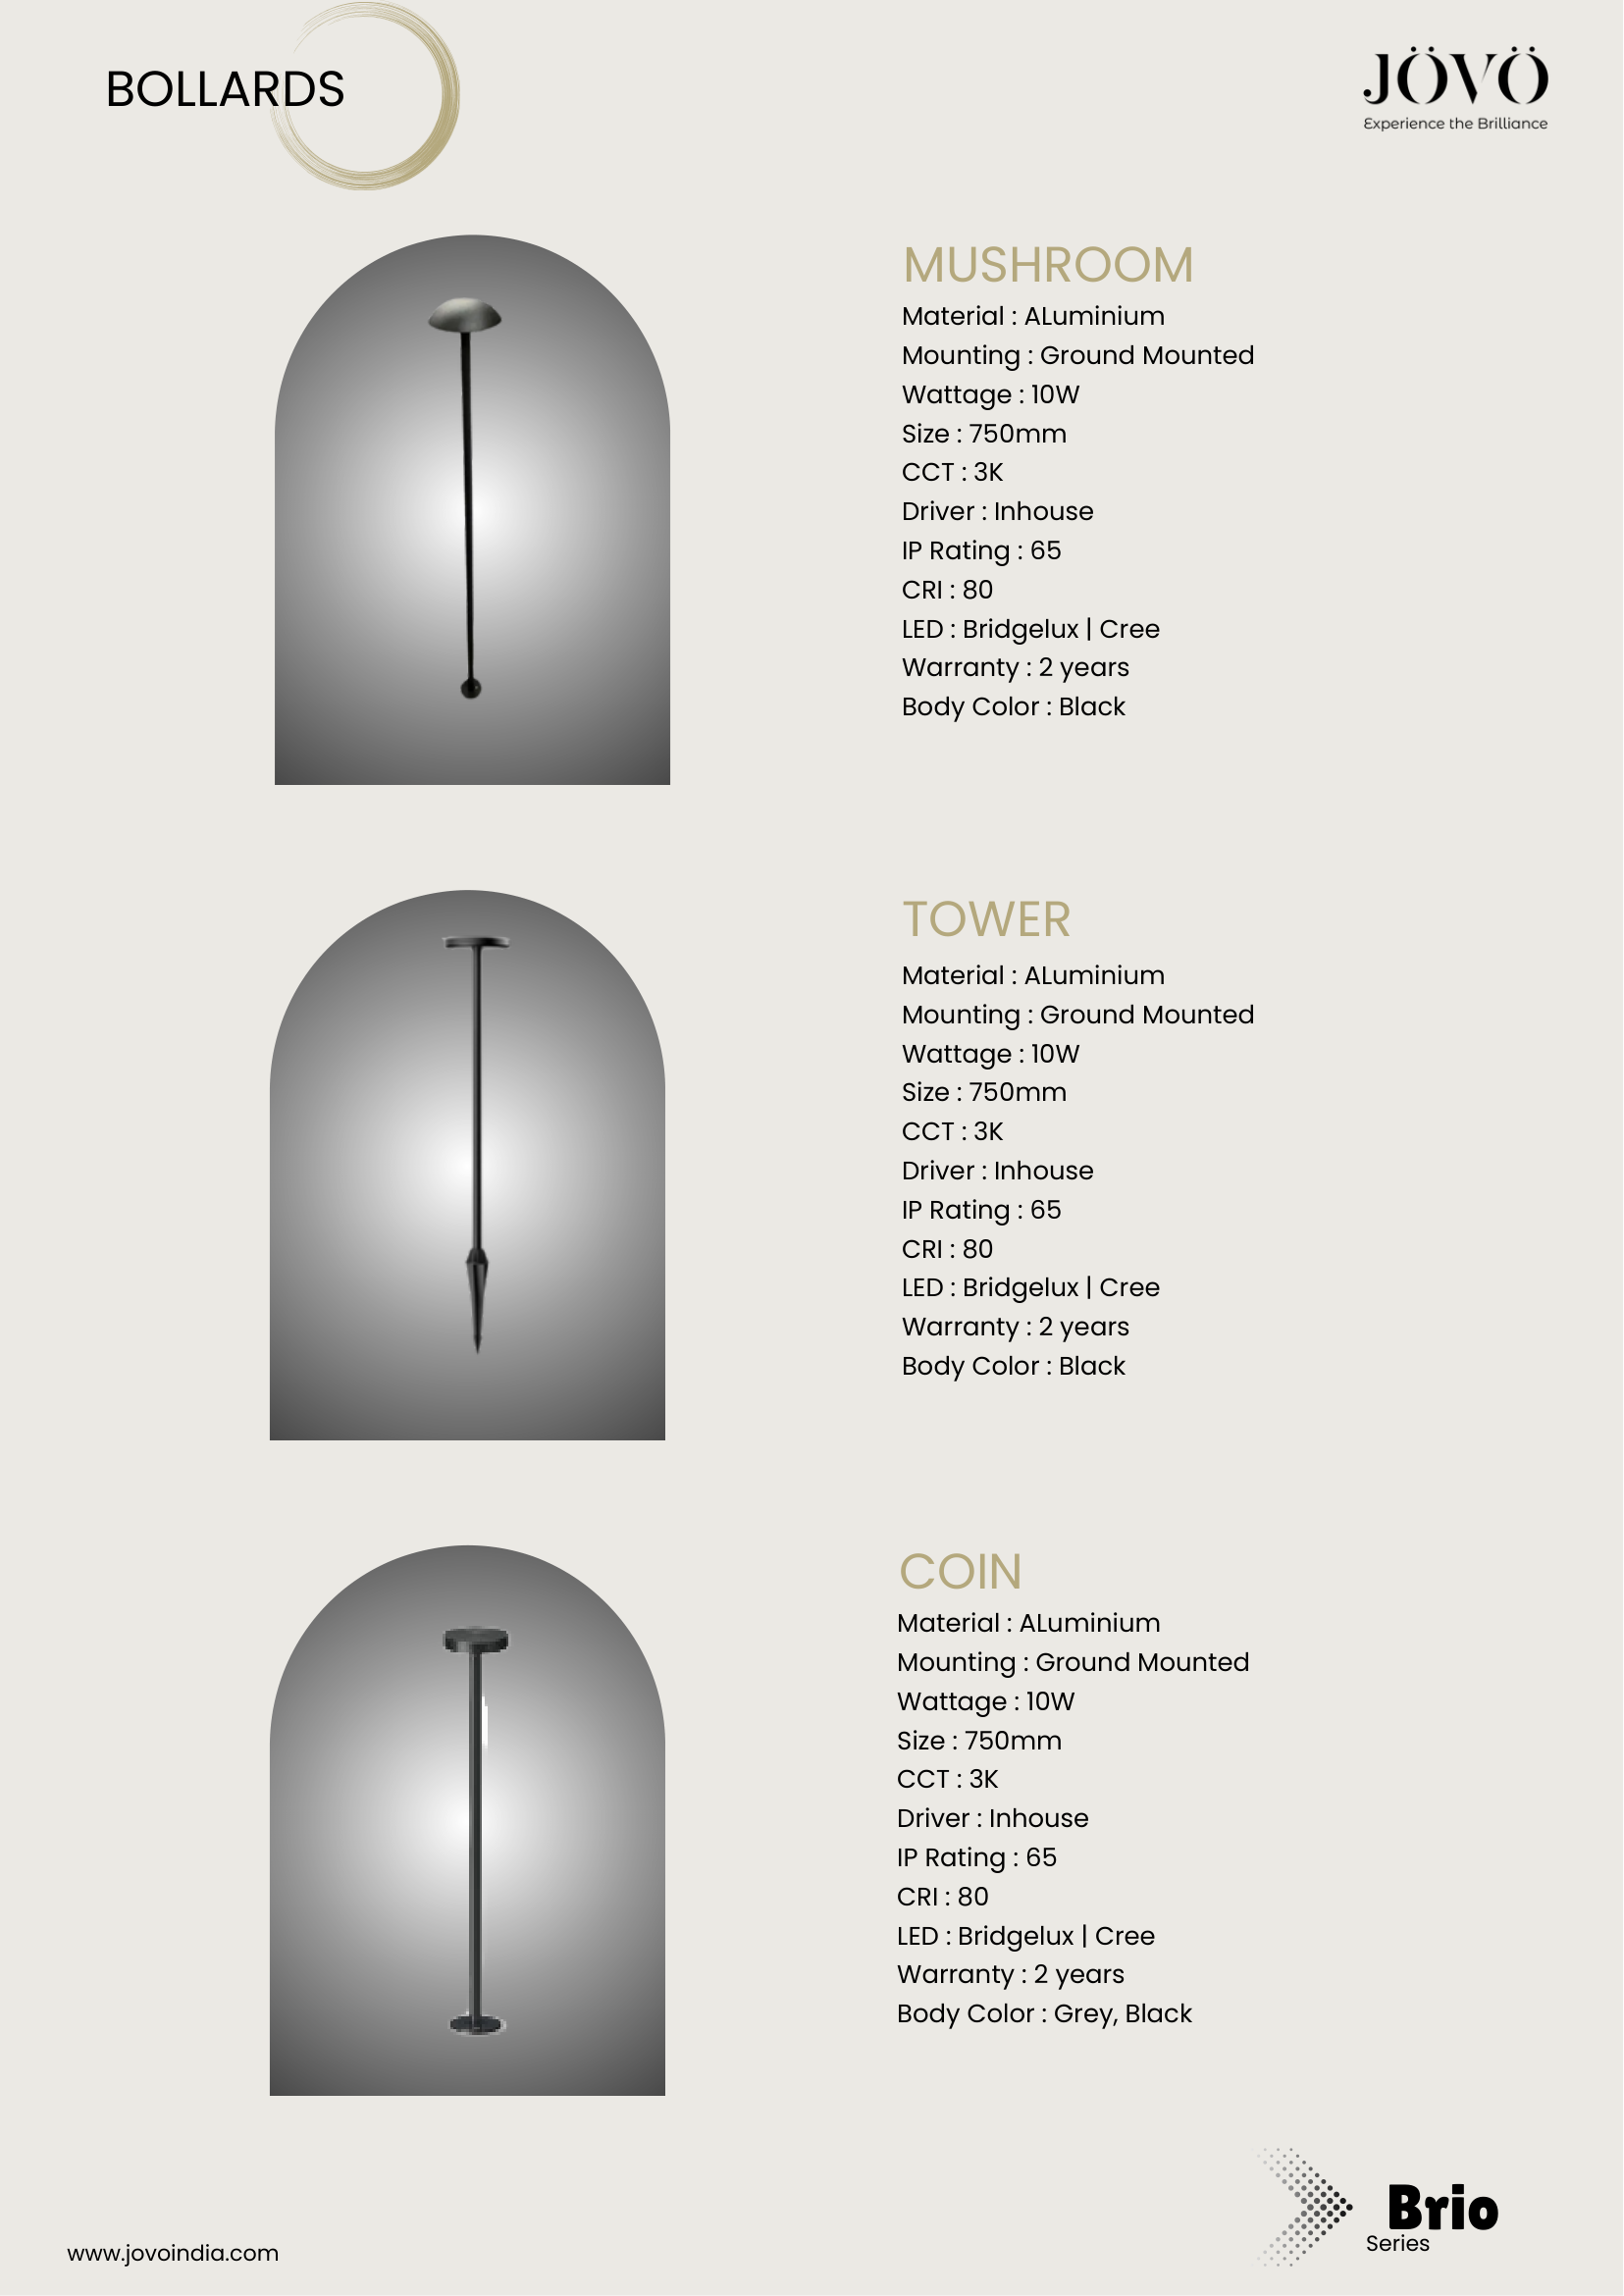 BOLLARDS
JÖVÖ
Experience the Brilliance
MUSHROOM
Material : ALuminium
Mounting : Ground Mounted
Wattage : 10W
Size : 750mm
CCT : 3K
Driver : Inhouse
IP Rating : 65
CRI : 80
LED : Bridgelux | Cree
Warranty : 2 years
Body Color : Black
TOWER
Material : ALuminium
Mounting : Ground Mounted
Wattage : 10W
Size : 750mm
CCT : 3K
Driver : Inhouse
IP Rating : 65
CRI : 80
LED : Bridgelux | Cree
Warranty : 2 years
Body Color : Black
COIN
Material : ALuminium
Mounting : Ground Mounted
Wattage : 10W
Size : 750mm
CCT : 3K
Driver : Inhouse
IP Rating : 65
CRI : 80
LED : Bridgelux | Cree
Warranty : 2 years
Body Color : Grey, Black
Brio
Series
www.jovoindia.com